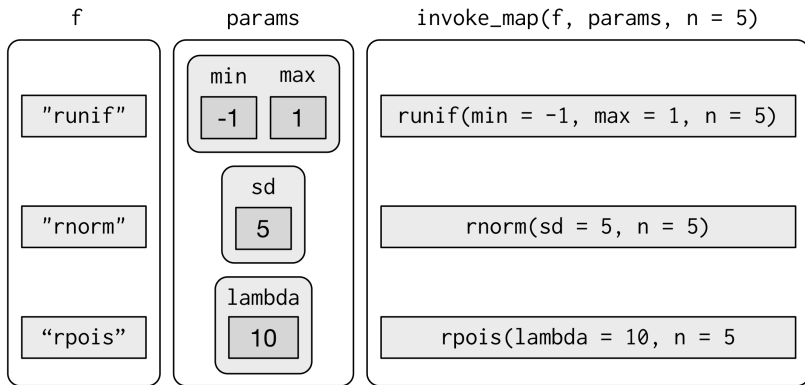 f params invoke_map(f, params, n = 5)
min max
"runif" -1 1 runif(min = -1, max = 1, n = 5)
sd
"rnorm" 5 rnorm(sd = 5, n = 5)
lambda
“rpois” 10 rpois(lambda = 10, n = 5